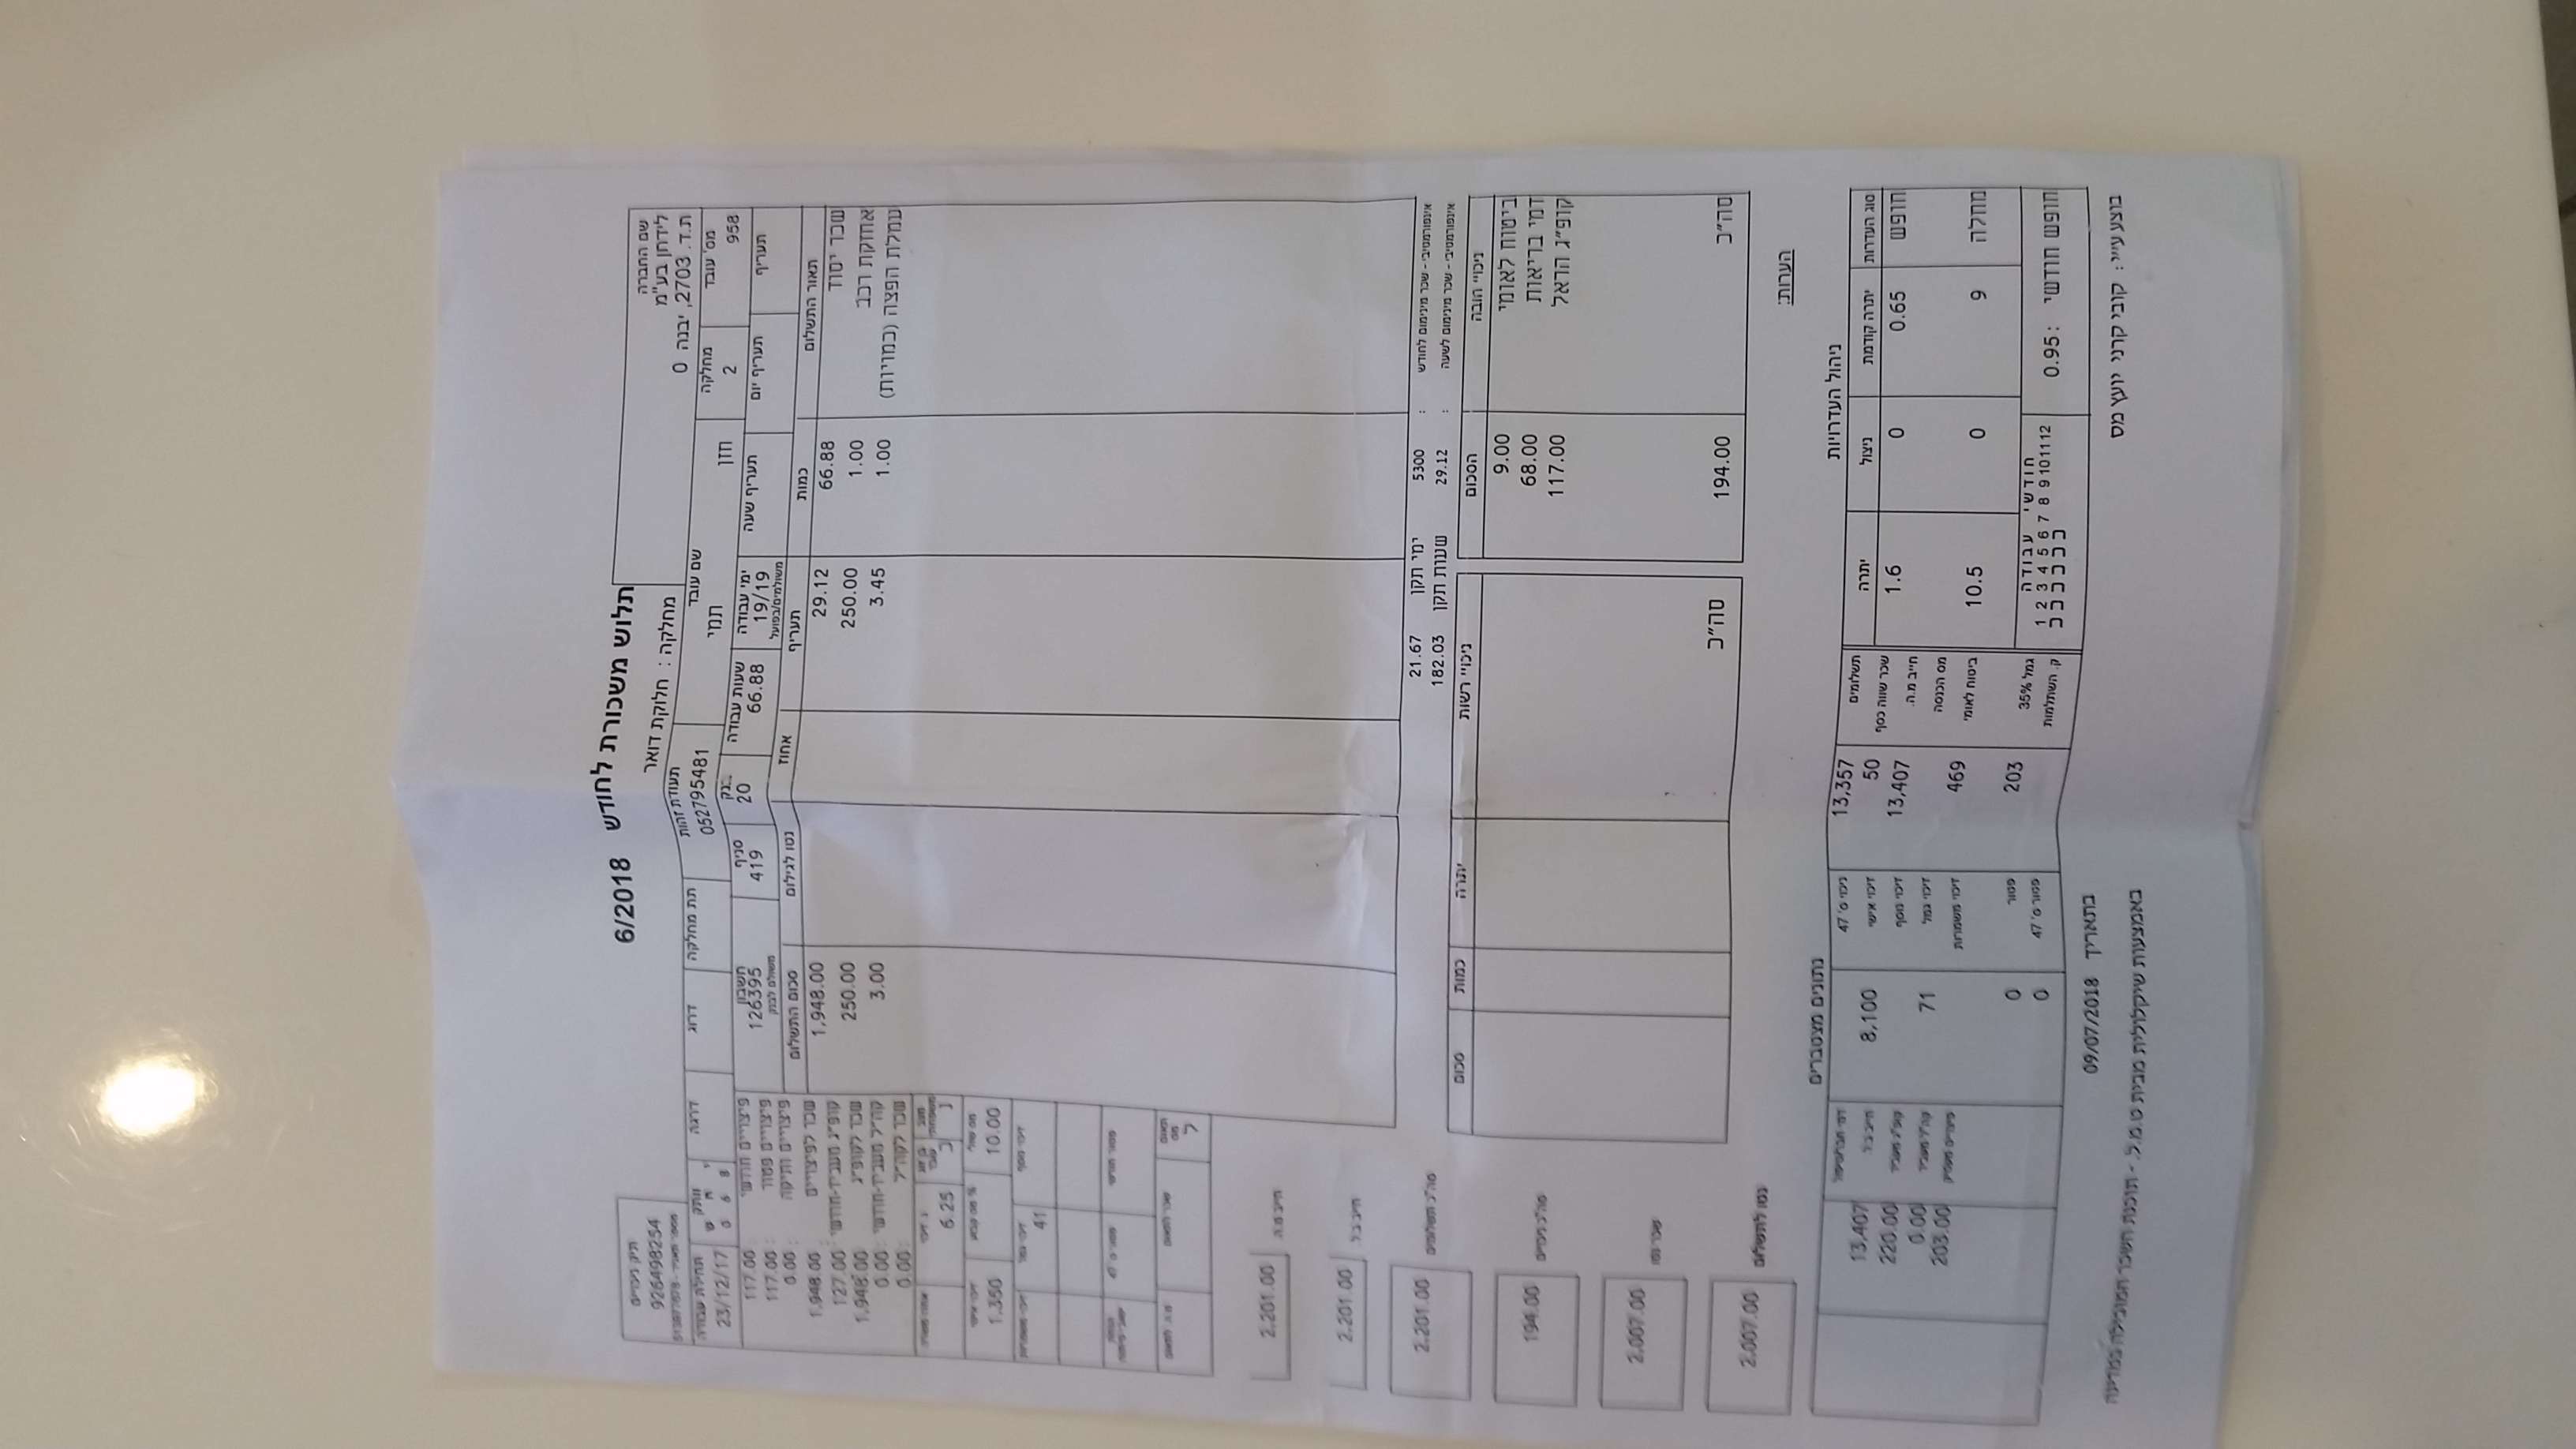 תלוש משכורת לחודש 6/2018
שם החברה
לידחן בע"מ
ת.ד. 2703, יבנה 0
מחלקה : חלוקת דואר
תיק ניכויים
926498254
מס' עובד 958
מחלקה 2
שם עובד
חזן תמי
תעודת זהות
052795481
תת מחלקה
דרוג
דרגה
וותק
0 6 8
תחילת עבודה
23/12/17
תעריף
תעריף יום
תעריף שעה
ימי עבודה
19/19
משולמים/בפועל
שעות עבודה
66.88
בנק
20
סניף
419
חשבון
126395
משולם לבנק
תאור התשלום כמות תעריף אחוז נטו לגילום סכום התשלום
שכר יסוד 66.88 29.12 1,948.00
אחזקת רכב 1.00 250.00 250.00
עמלת הפצה (כמויות) 1.00 3.45 3.00
פיצויים חודשי : 117.00
פיצויים פטור : 117.00
פיצויים ותיקה : 0.00
שכר לפיצויים : 1,948.00
קופ"ג מעביד-חודשי : 127.00
שכר לקופ"ג : 1,948.00
קה"ל מעביד-חודשי : 0.00
שכר לקה"ל : 0.00
מצב משפחתי נ
בן זוג עובד כ
נ. זיכוי 6.25
אחוז משרה
מס שולי 10.00
% מס קבוע
זיכוי אישי 1,350
זיכוי נוסף
זיכוי גמל 41
זיכוי משמרות
פטור חודשי
פטור ס' 47
תאום מס ל
שכר לתאום
מ.ה. לתאום
חייב מ.ה 2,201.00
חייב ב.ל 2,201.00
סה"כ תשלומים 2,201.00
סה"כ ניכויים 194.00
שכר נטו 2,007.00
נטו לתשלום 2,007.00
אינפורמטיבי - שכר מינימום לחודש : 5300 ימי תקן 21.67
אינפורמטיבי - שכר מינימום לשעה : 29.12 שעות תקן 182.03
ניכויי חובה הסכום
ביטוח לאומי 9.00
דמי בריאות 68.00
קופ"ג הראל 117.00
סה"כ 194.00
ניכויי רשות יתרה כמות סכום
סה"כ
הערות:
ניהול העדרויות
סוג העדרות יתרה קודמת ניצול יתרה
חופש 0.65 0 1.6
מחלה 9 0 10.5
חופש חודשי : 0.95
חודשי עבודה
1 2 3 4 5 6 7 8 9 10 11 12
כ כ כ כ כ כ
נתונים מצטברים
תשלומים 13,357
שכר שווה כסף 50
חייב מ.ה. 13,407
מס הכנסה
ביטוח לאומי 469
גמל 35% 203
ק. השתלמות
ניכוי ס' 47
זיכוי אישי 8,100
זיכוי נוסף
זיכוי גמל 71
זיכוי משמרות
פטור 0
פטור ס' 47 0
חייב ב.ל 13,407
קופ"ג מעביד 220.00
קה"ל מעביד 0.00
פיצויים מעסיק 203.00
בוצע ע"י : קובי קרני יועץ מס
בתאריך 09/07/2018
באמצעות שיקלולית מבית ט.מ.ל. - תוכנת השכר המובילה במדינה